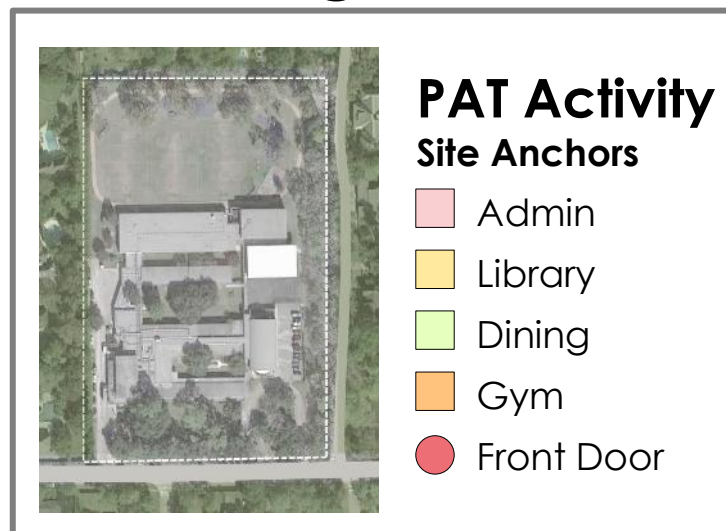 PAT Activity
Site Anchors
Admin
Library
Dining
Gym
Front Door